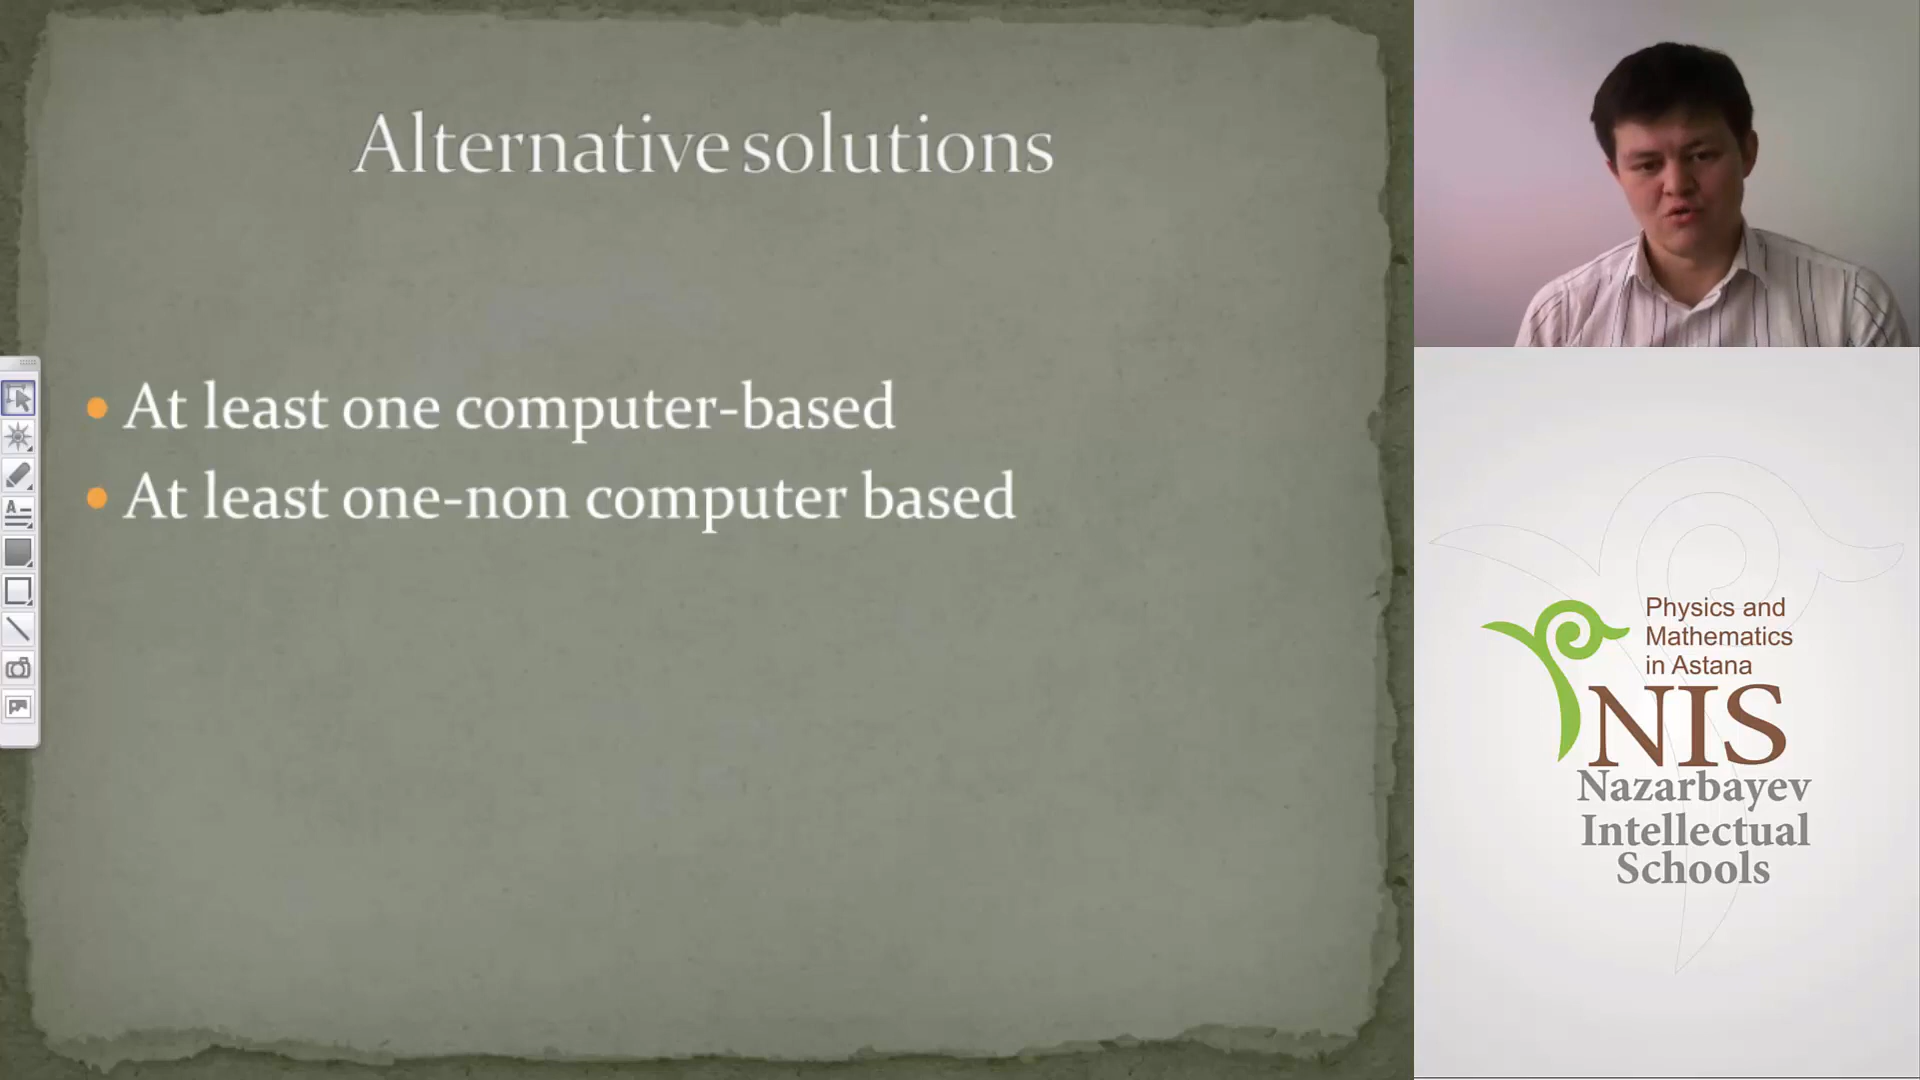 Alternative solutions
At least one computer-based
At least one-non computer based
Physics and
Mathematics
in Astana
NIS
Nazarbayev
Intellectual
Schools